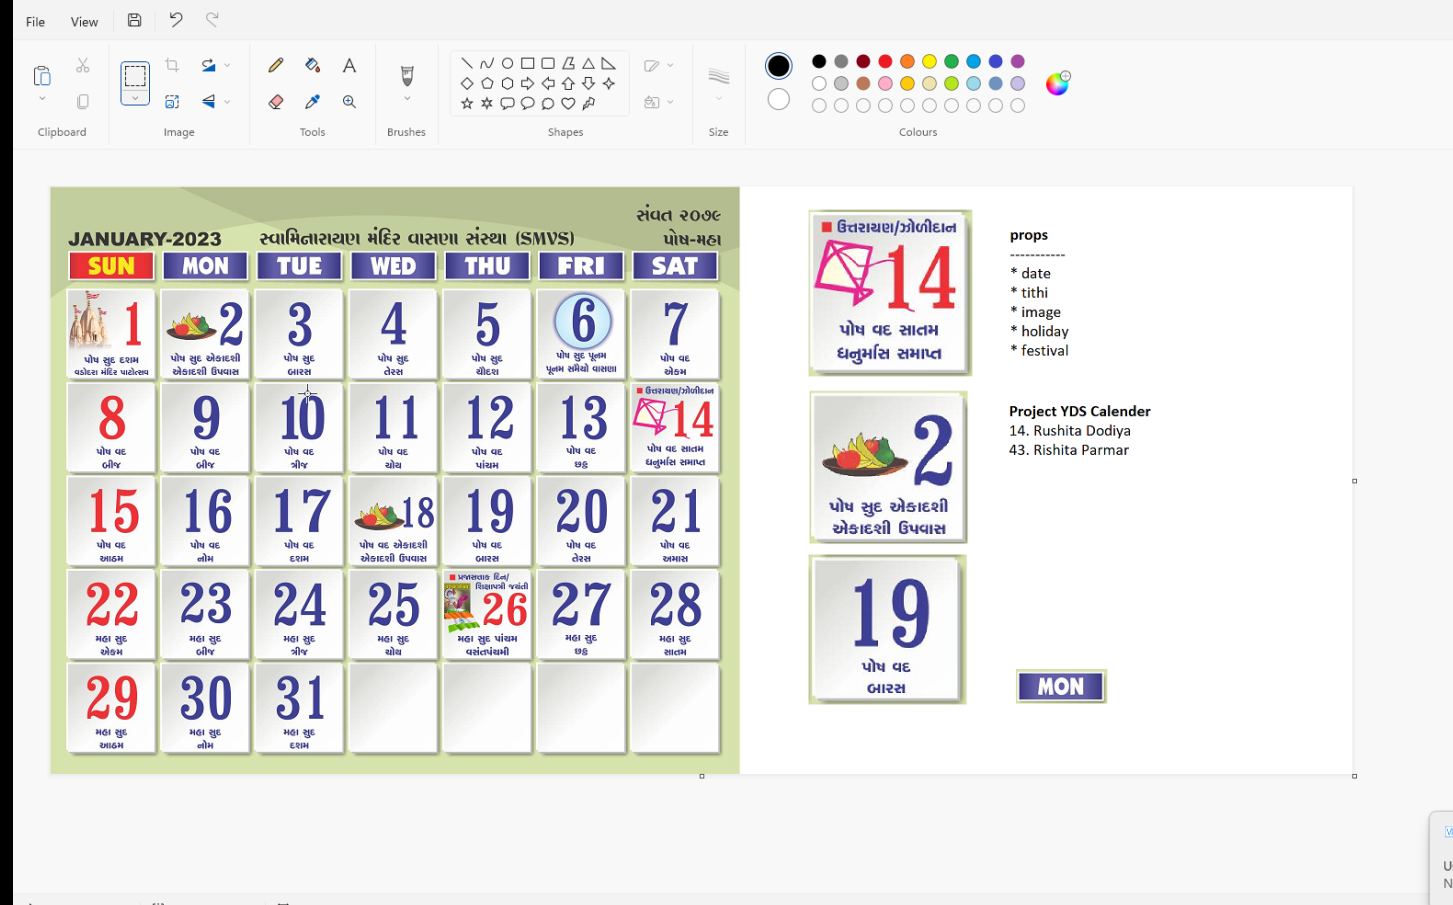 File View
Clipboard Image Tools Brushes Shapes Size Colours
સંવત ૨૦૭૯
JANUARY-2023 સ્વામિનારાયણ મંદિર વાસણા સંસ્થા (SMVS) પોષ-મહા
SUN MON TUE WED THU FRI SAT
1 2 3 4 5 6 7
પોષ સુદ દશમ પોષ સુદ એકાદશી પોષ સુદ પોષ સુદ પોષ સુદ પોષ સુદ પૂનમ પોષ વદ
વડોદરા મંદિર પાટોત્સવ એકાદશી ઉપવાસ બારસ તેરસ ચૌદશ પૂનમ સમૈયો વાસણા એકમ
ઉત્તરાયણ/ઝોળીદાન
8 9 10 11 12 13 14
પોષ વદ પોષ વદ પોષ વદ પોષ વદ પોષ વદ પોષ વદ પોષ વદ સાતમ
બીજ બીજ ત્રીજ ચોથ પાંચમ છઠ્ઠ ધનુર્માસ સમાપ્ત
15 16 17 18 19 20 21
પોષ વદ પોષ વદ પોષ વદ પોષ વદ એકાદશી પોષ વદ પોષ વદ પોષ વદ
આઠમ નોમ દશમ એકાદશી ઉપવાસ બારસ તેરસ અમાસ
પ્રજાસત્તાક દિન/
શિક્ષાપત્રી જયંતી
22 23 24 25 26 27 28
મહા સુદ મહા સુદ મહા સુદ મહા સુદ મહા સુદ પાંચમ મહા સુદ મહા સુદ
એકમ બીજ ત્રીજ ચોથ વસંતપંચમી છઠ્ઠ સાતમ
29 30 31
મહા સુદ મહા સુદ મહા સુદ
આઠમ નોમ દશમ
ઉત્તરાયણ/ઝોળીદાન
14
પોષ વદ સાતમ
ધનુર્માસ સમાપ્ત
2
પોષ સુદ એકાદશી
એકાદશી ઉપવાસ
19
પોષ વદ
બારસ
props
-----------
* date
* tithi
* image
* holiday
* festival
Project YDS Calender
14. Rushita Dodiya
43. Rishita Parmar
MON